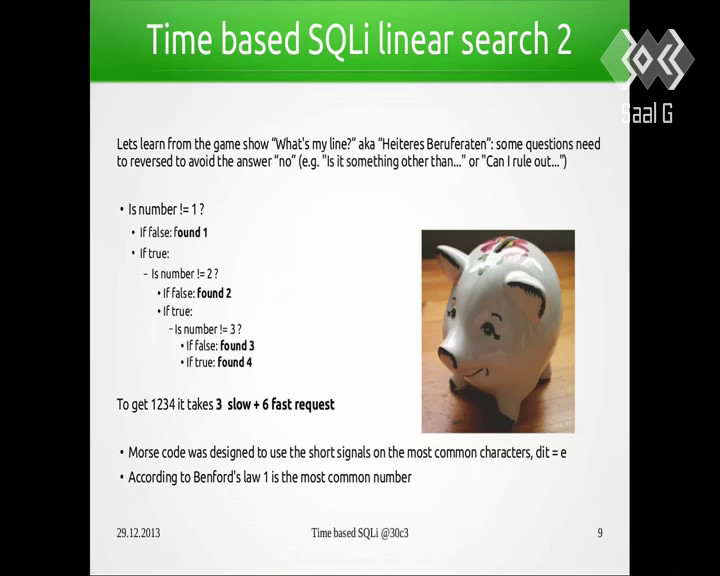 Time based SQLi linear search 2
Saal G
Lets learn from the game show “What's my line?” aka “Heiteres Beruferaten”: some questions need
to reversed to avoid the answer “no” (e.g. "Is it something other than..." or "Can I rule out...")
• Is number != 1 ?
• If false: found 1
• If true:
– Is number != 2 ?
• If false: found 2
• If true:
– Is number != 3 ?
• If false: found 3
• If true: found 4
To get 1234 it takes 3 slow + 6 fast request
• Morse code was designed to use the short signals on the most common characters, dit = e
• According to Benford's law 1 is the most common number
29.12.2013 Time based SQLi @30c3 9